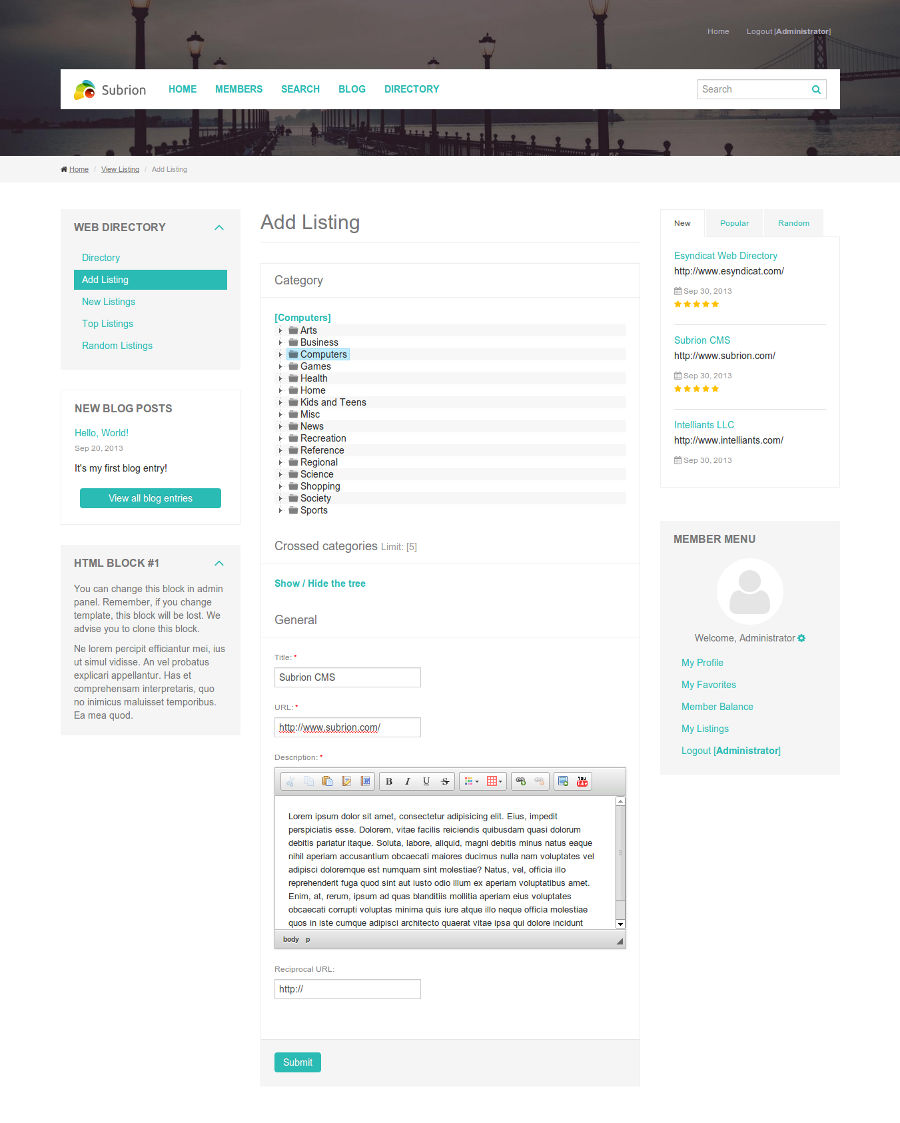 Home Logout [Administrator]
Subrion HOME MEMBERS SEARCH BLOG DIRECTORY Search
Home / View Listing / Add Listing
WEB DIRECTORY
Directory
Add Listing
New Listings
Top Listings
Random Listings
NEW BLOG POSTS
Hello, World!
Sep 20, 2013
It's my first blog entry!
View all blog entries
HTML BLOCK #1
You can change this block in admin
panel. Remember, if you change
template, this block will be lost. We
advise you to clone this block.
Ne lorem percipit efficiantur mei, ius
ut simul vidisse. An vel probatus
explicari appellantur. Has et
comprehensam interpretaris, quo
no inimicus maluisset temporibus.
Ea mea quod.
Add Listing
Category
[Computers]
Arts
Business
Computers
Games
Health
Home
Kids and Teens
Misc
News
Recreation
Reference
Regional
Science
Shopping
Society
Sports
Crossed categories Limit: [5]
Show / Hide the tree
General
Title: *
Subrion CMS
URL: *
http://www.subrion.com/
Description: *
B I U S
Lorem ipsum dolor sit amet, consectetur adipisicing elit. Eius, impedit
perspiciatis esse. Dolorem, vitae facilis reiciendis quibusdam quasi dolorum
debitis pariatur itaque. Soluta, labore, aliquid, magni debitis minus natus eaque
nihil aperiam accusantium obcaecati maiores ducimus nulla nam voluptates vel
adipisci doloremque est numquam sint molestiae? Natus, vel, officia illo
reprehenderit fuga quod sint aut iusto odio illum ex aperiam voluptatibus amet.
Enim, at, rerum, ipsum ad quas blanditiis mollitia aperiam eius voluptates
obcaecati corrupti voluptas minima quis iure atque illo neque officia molestiae
quos in iste cumque adipisci architecto quaerat vitae ipsa qui dolore incidunt
body p
Reciprocal URL:
http://
Submit
New Popular Random
Esyndicat Web Directory
http://www.esyndicat.com/
Sep 30, 2013
Subrion CMS
http://www.subrion.com/
Sep 30, 2013
Intelliants LLC
http://www.intelliants.com/
Sep 30, 2013
MEMBER MENU
Welcome, Administrator
My Profile
My Favorites
Member Balance
My Listings
Logout [Administrator]